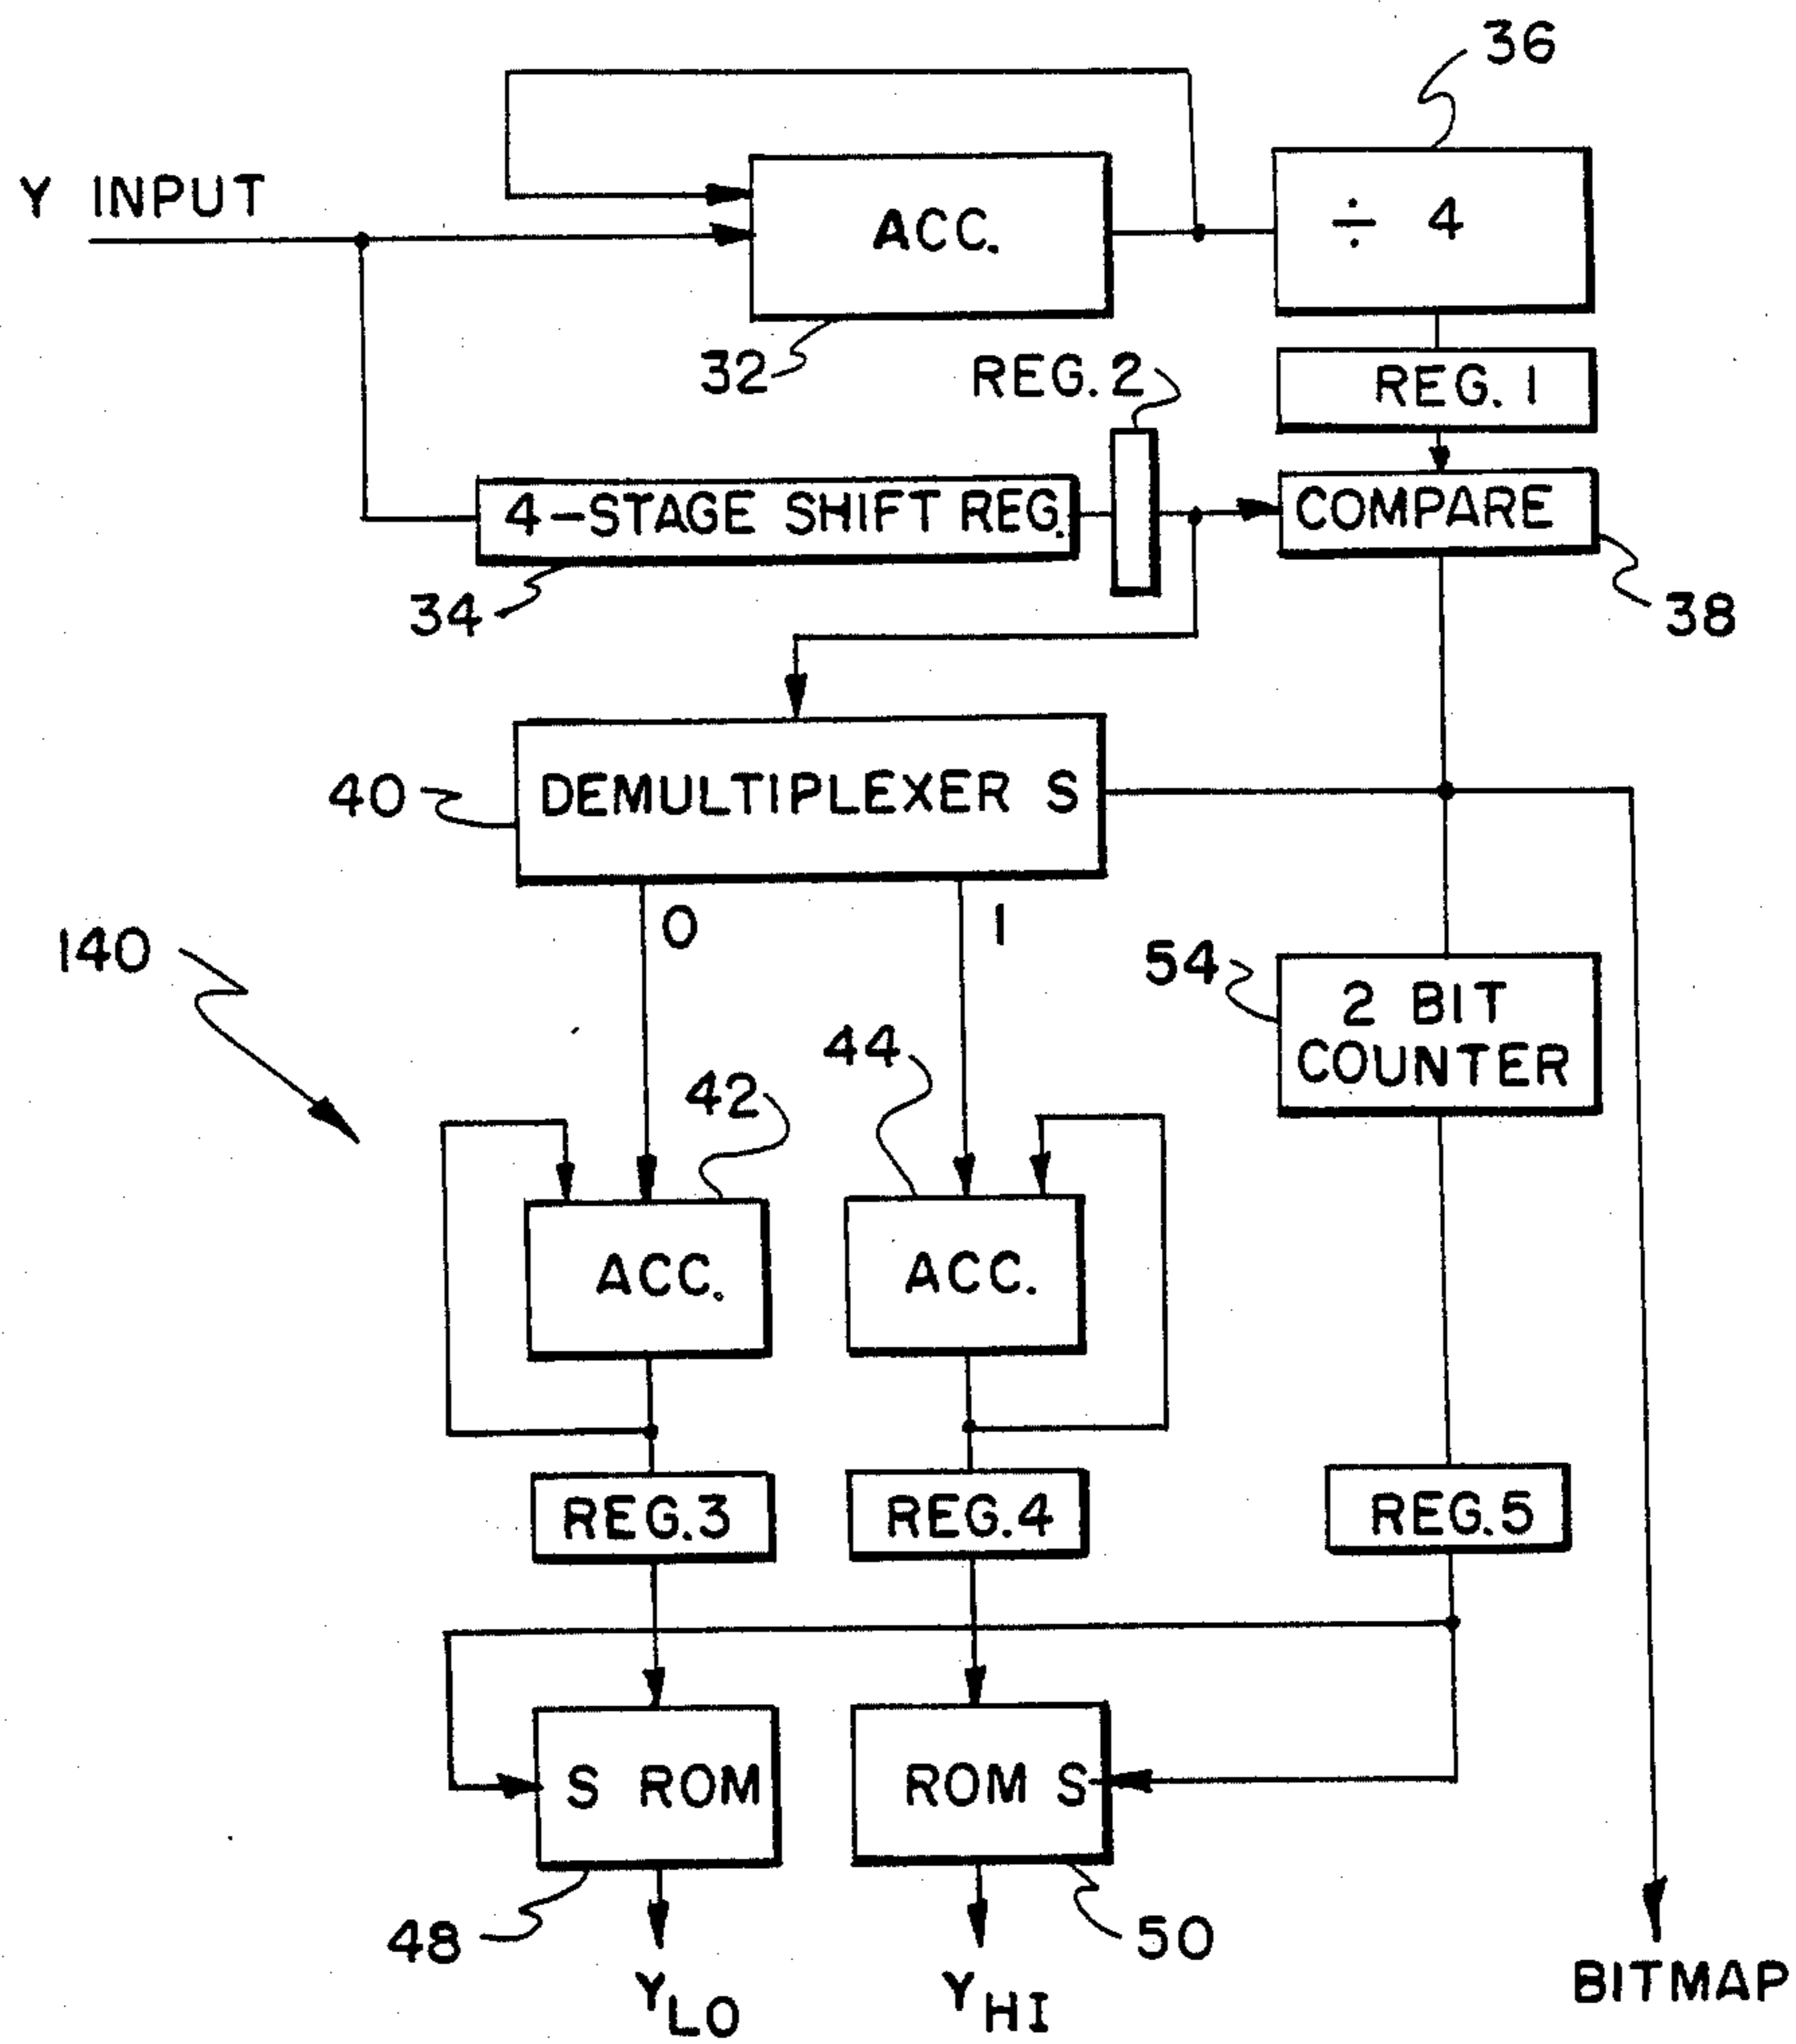 36
Y INPUT
ACC.
÷ 4
32
REG. 2
REG. 1
4-STAGE SHIFT REG.
COMPARE
34
38
40
DEMULTIPLEXER S
0
1
140
54
2 BIT
COUNTER
44
42
ACC.
ACC.
REG.3
REG.4
REG.5
S ROM
ROM S
48
50
YLO
YHI
BITMAP